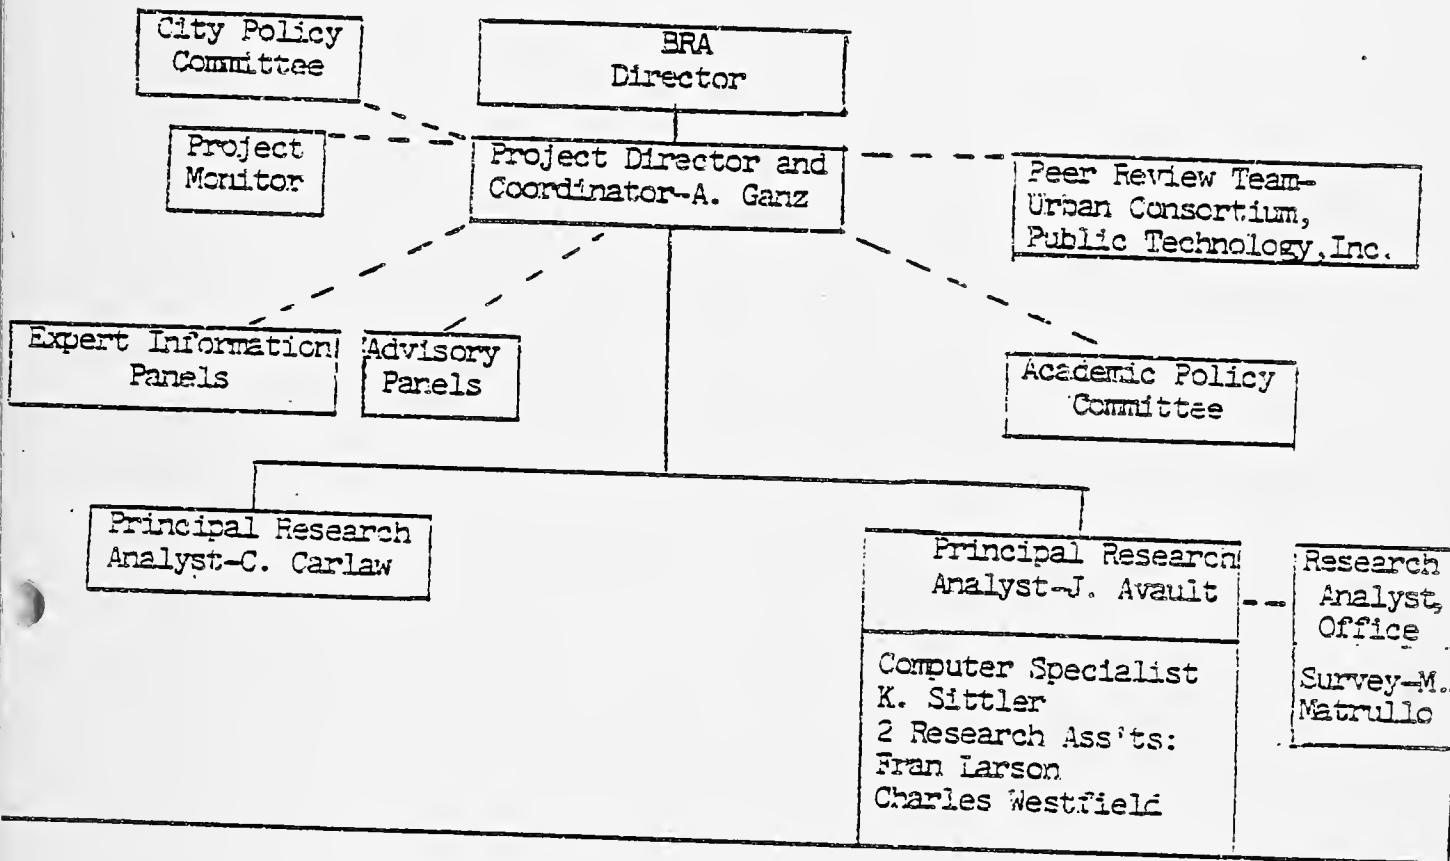 City Policy
Committee
BRA
Director
Project
Monitor
Project Director and
Coordinator-A. Ganz
Peer Review Team-
Urban Consortium,
Public Technology,Inc.
Expert Information
Panels
Advisory
Panels
Academic Policy
Committee
Principal Research
Analyst-C. Carlaw
Principal Research
Analyst-J. Avault
Computer Specialist
K. Sittler
2 Research Ass'ts:
Fran Larson
Charles Westfield
Research
Analyst,
Office
Survey-M.
Matrullo